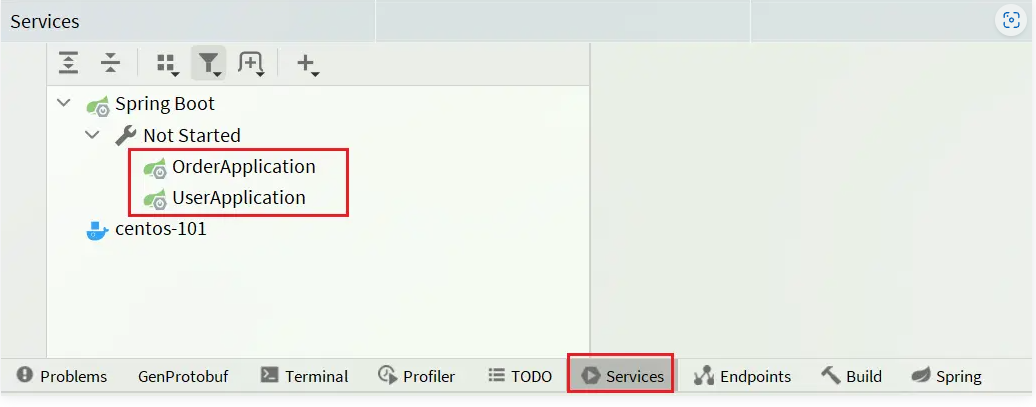 Services
Spring Boot
Not Started
OrderApplication
UserApplication
centos-101
Problems GenProtobuf Terminal Profiler TODO Services Endpoints Build Spring